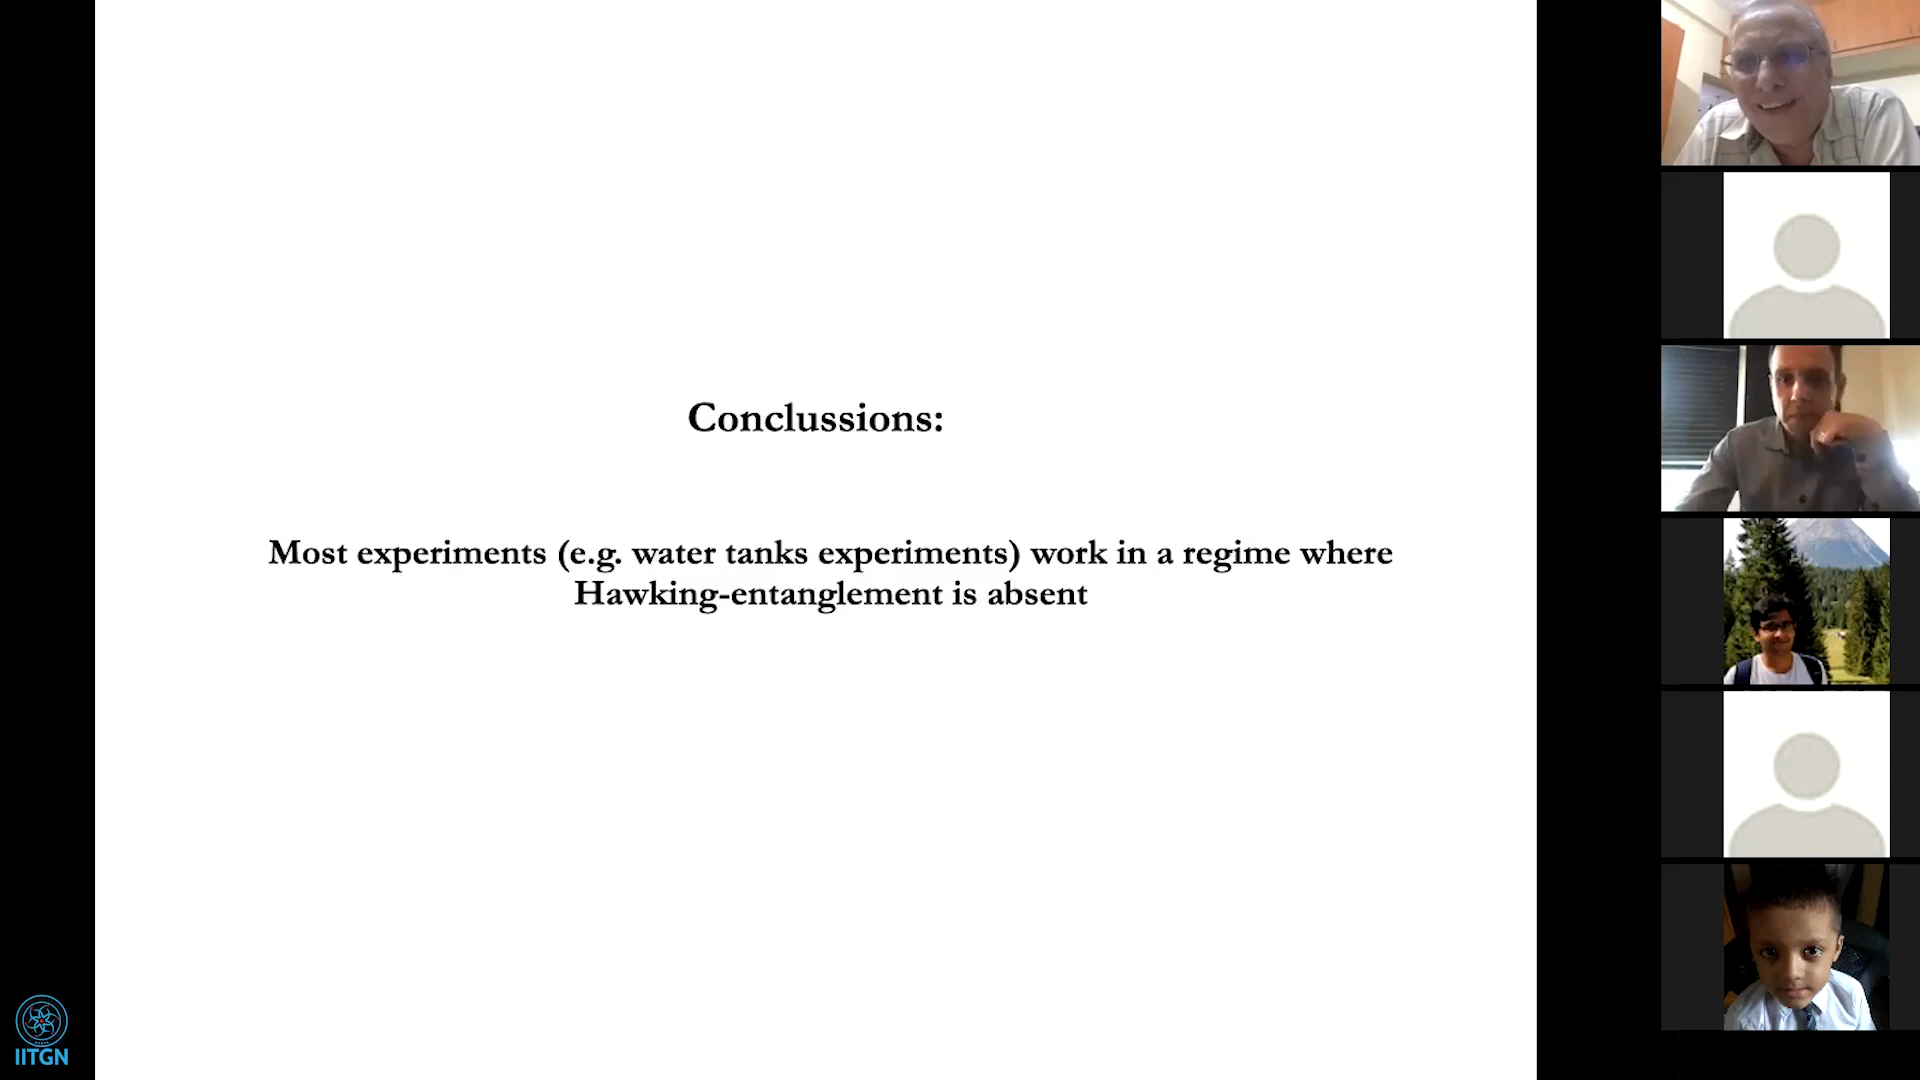 Conclussions:
Most experiments (e.g. water tanks experiments) work in a regime where
Hawking-entanglement is absent
IITGN